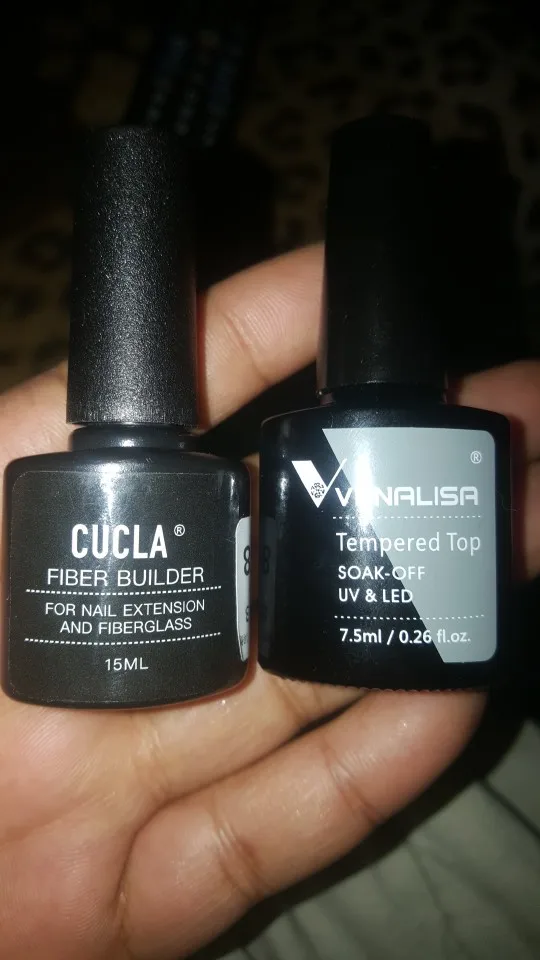 CUCLA®
FIBER BUILDER
FOR NAIL EXTENSION
AND FIBERGLASS
15ML
8
®
VENALISA
Tempered Top
SOAK-OFF
UV & LED
7.5ml / 0.26 fl.oz.